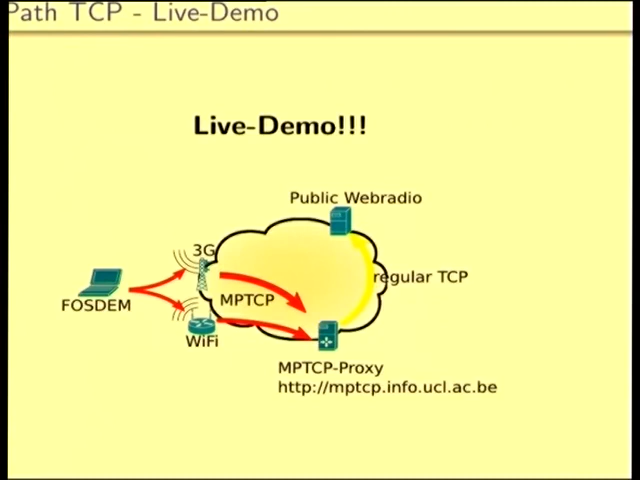 Path TCP - Live-Demo
Live-Demo!!!
Public Webradio
3G
regular TCP
MPTCP
FOSDEM
WiFi
MPTCP-Proxy
http://mptcp.info.ucl.ac.be